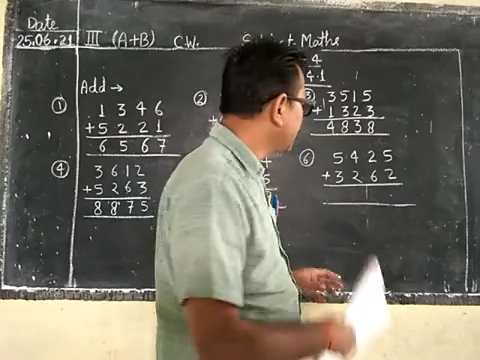 Date
25.06.21 III (A+B) C.W. Subject Maths
Add →
① 1 3 4 6
+5 2 2 1
6 5 6 7
②
4
4.1
3 5 1 5
+1 3 2 3
4 8 3 8
④ 3 6 1 2
+5 2 6 3
8 8 7 5
⑥ 5 4 2 5
+3 2 6 2